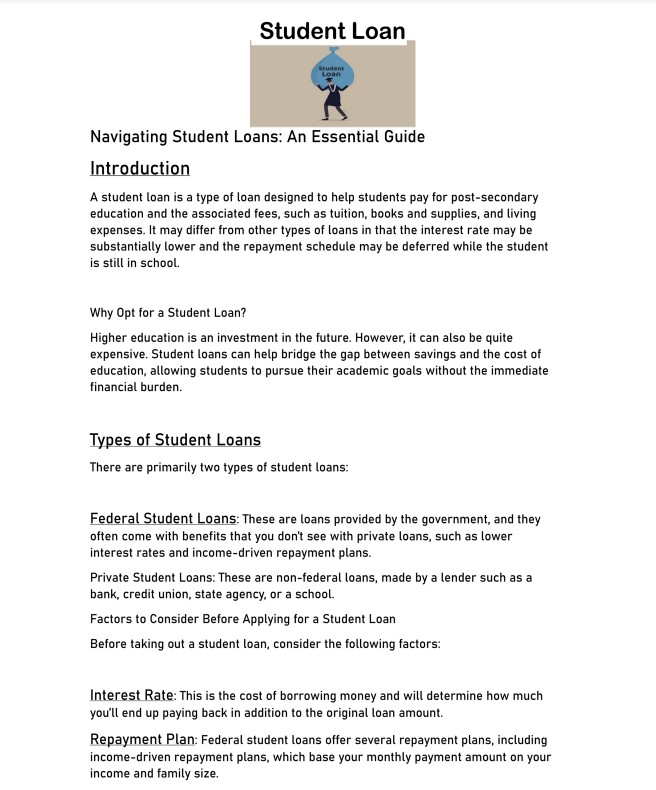 Student Loan
Student
Loan
Navigating Student Loans: An Essential Guide
Introduction
A student loan is a type of loan designed to help students pay for post-secondary
education and the associated fees, such as tuition, books and supplies, and living
expenses. It may differ from other types of loans in that the interest rate may be
substantially lower and the repayment schedule may be deferred while the student
is still in school.
Why Opt for a Student Loan?
Higher education is an investment in the future. However, it can also be quite
expensive. Student loans can help bridge the gap between savings and the cost of
education, allowing students to pursue their academic goals without the immediate
financial burden.
Types of Student Loans
There are primarily two types of student loans:
Federal Student Loans: These are loans provided by the government, and they
often come with benefits that you don't see with private loans, such as lower
interest rates and income-driven repayment plans.
Private Student Loans: These are non-federal loans, made by a lender such as a
bank, credit union, state agency, or a school.
Factors to Consider Before Applying for a Student Loan
Before taking out a student loan, consider the following factors:
Interest Rate: This is the cost of borrowing money and will determine how much
you'll end up paying back in addition to the original loan amount.
Repayment Plan: Federal student loans offer several repayment plans, including
income-driven repayment plans, which base your monthly payment amount on your
income and family size.